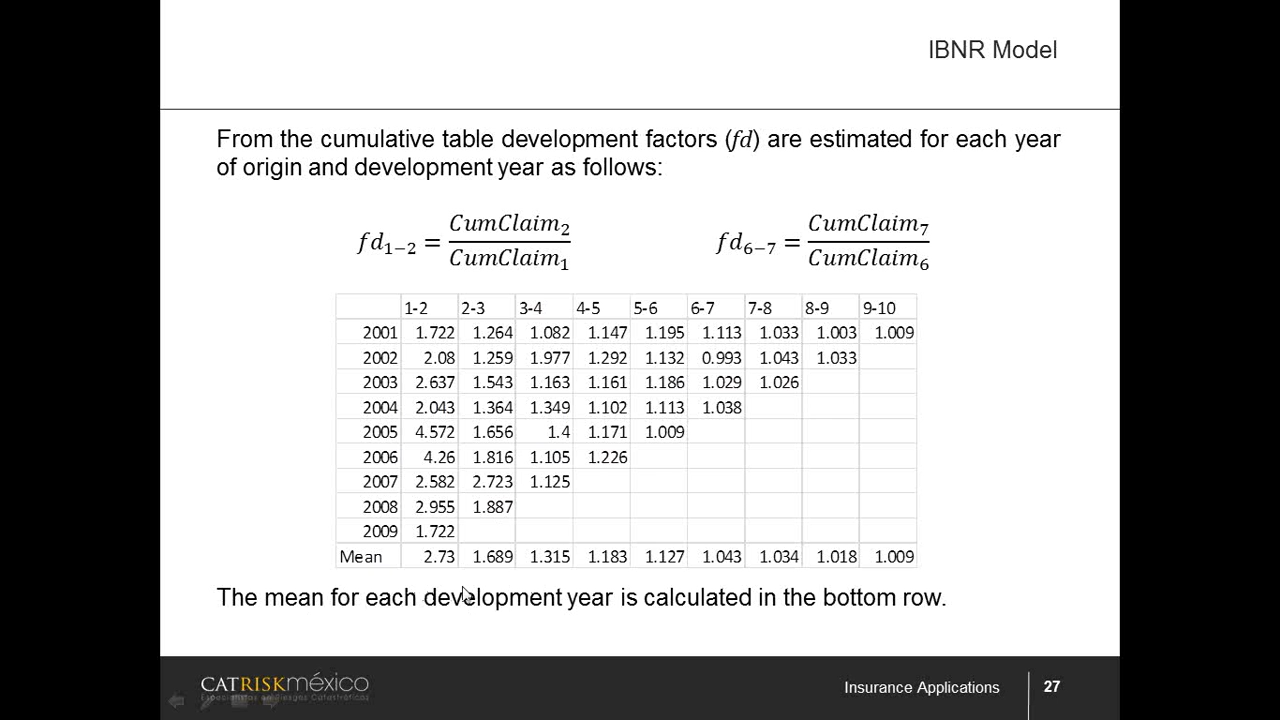 IBNR Model
From the cumulative table development factors (fd) are estimated for each year
of origin and development year as follows:
fd₁₋₂ = CumClaim₂ / CumClaim₁    fd₆₋₇ = CumClaim₇ / CumClaim₆
1-2 2-3 3-4 4-5 5-6 6-7 7-8 8-9 9-10
2001 1.722 1.264 1.082 1.147 1.195 1.113 1.033 1.003 1.009
2002 2.08 1.259 1.977 1.292 1.132 0.993 1.043 1.033
2003 2.637 1.543 1.163 1.161 1.186 1.029 1.026
2004 2.043 1.364 1.349 1.102 1.113 1.038
2005 4.572 1.656 1.4 1.171 1.009
2006 4.26 1.816 1.105 1.226
2007 2.582 2.723 1.125
2008 2.955 1.887
2009 1.722
Mean 2.73 1.689 1.315 1.183 1.127 1.043 1.034 1.018 1.009
The mean for each development year is calculated in the bottom row.
CATRISKméxico
Especialistas en Riesgos Catastróficos
Insurance Applications 27